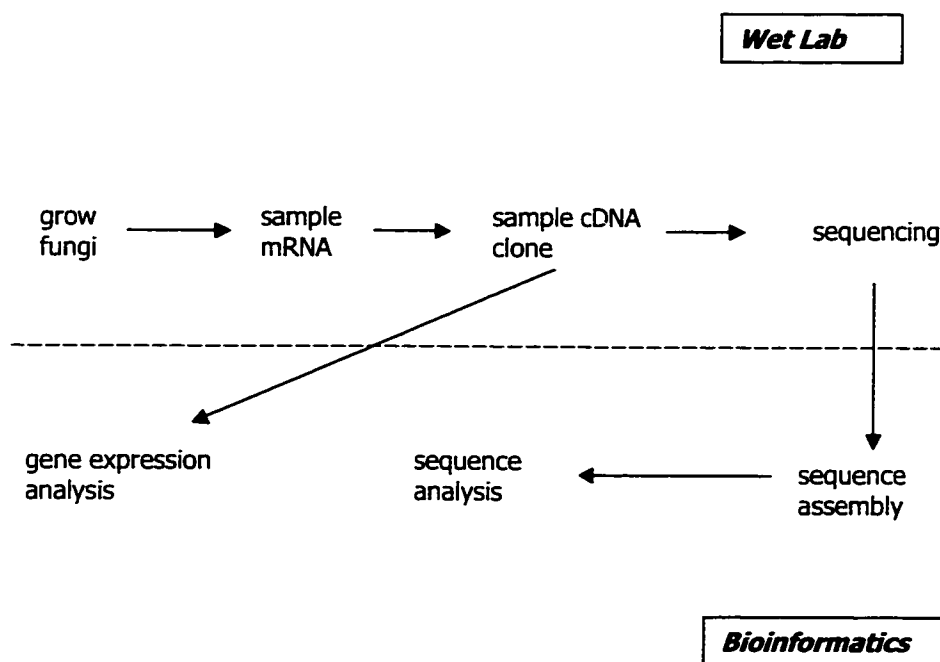 Wet Lab
grow
fungi
sample
mRNA
sample cDNA
clone
sequencing
gene expression
analysis
sequence
analysis
sequence
assembly
Bioinformatics